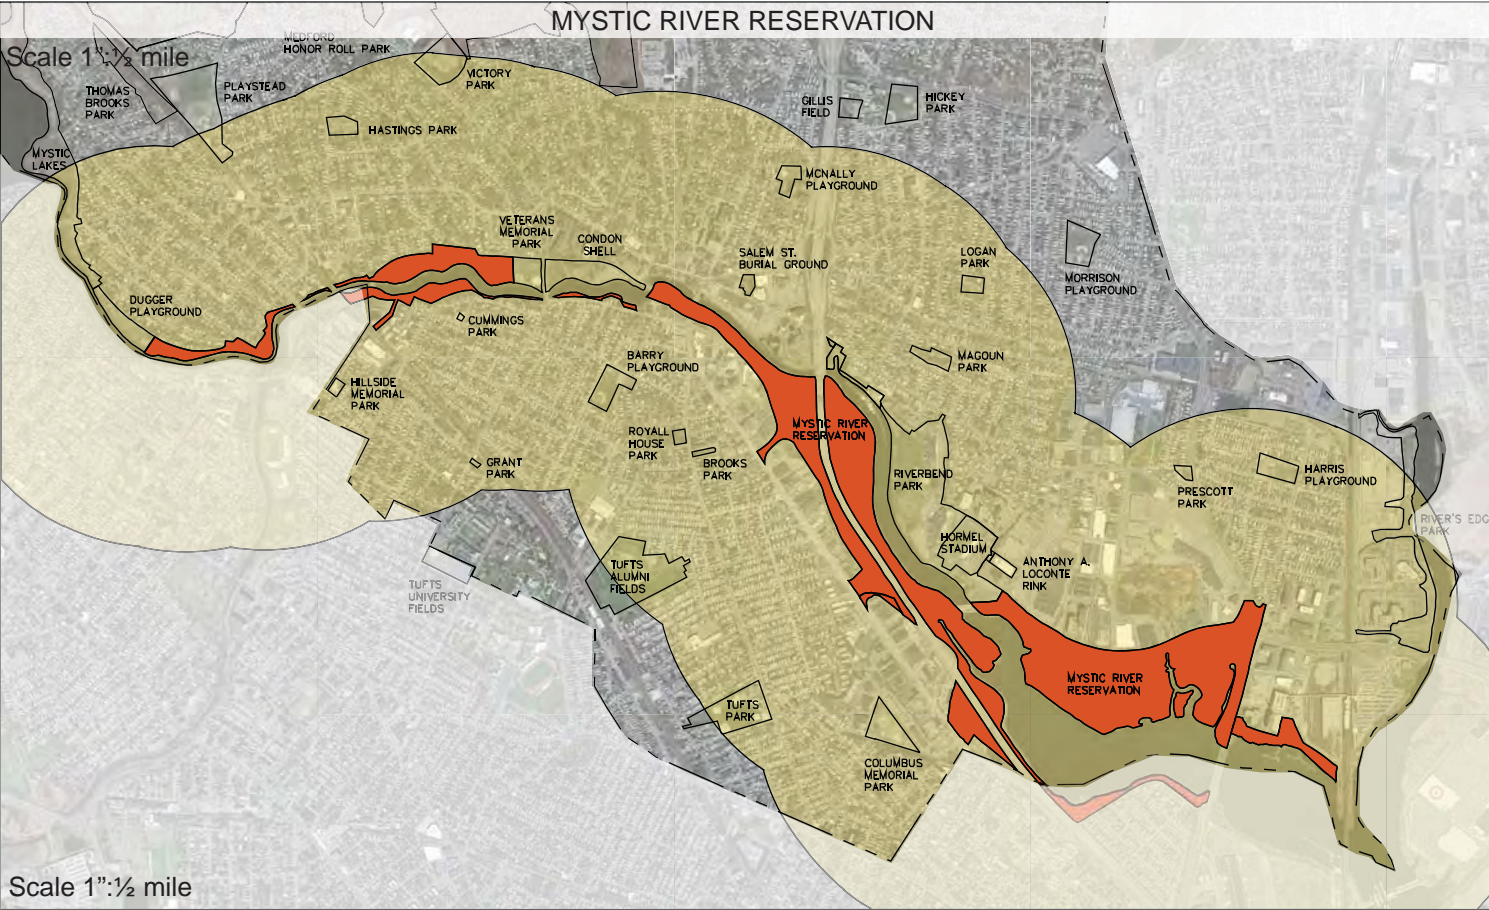 MYSTIC RIVER RESERVATION
Scale 1”:½ mile
MEDFORD
HONOR ROLL PARK
VICTORY
PARK
THOMAS
BROOKS
PARK
PLAYSTEAD
PARK
HASTINGS PARK
GILLIS
FIELD
HICKEY
PARK
MYSTIC
LAKES
MCNALLY
PLAYGROUND
VETERANS
MEMORIAL
PARK
CONDON
SHELL
SALEM ST.
BURIAL GROUND
LOGAN
PARK
MORRISON
PLAYGROUND
DUGGER
PLAYGROUND
CUMMINGS
PARK
BARRY
PLAYGROUND
MAGOUN
PARK
HILLSIDE
MEMORIAL
PARK
MYSTIC RIVER
RESERVATION
ROYALL
HOUSE
PARK
BROOKS
PARK
GRANT
PARK
RIVERBEND
PARK
PRESCOTT
PARK
HARRIS
PLAYGROUND
RIVER'S EDG
PARK
HORMEL
STADIUM
ANTHONY A.
LOCONTE
RINK
TUFTS
ALUMNI
FIELDS
TUFTS
UNIVERSITY
FIELDS
MYSTIC RIVER
RESERVATION
TUFTS
PARK
COLUMBUS
MEMORIAL
PARK
Scale 1”:½ mile